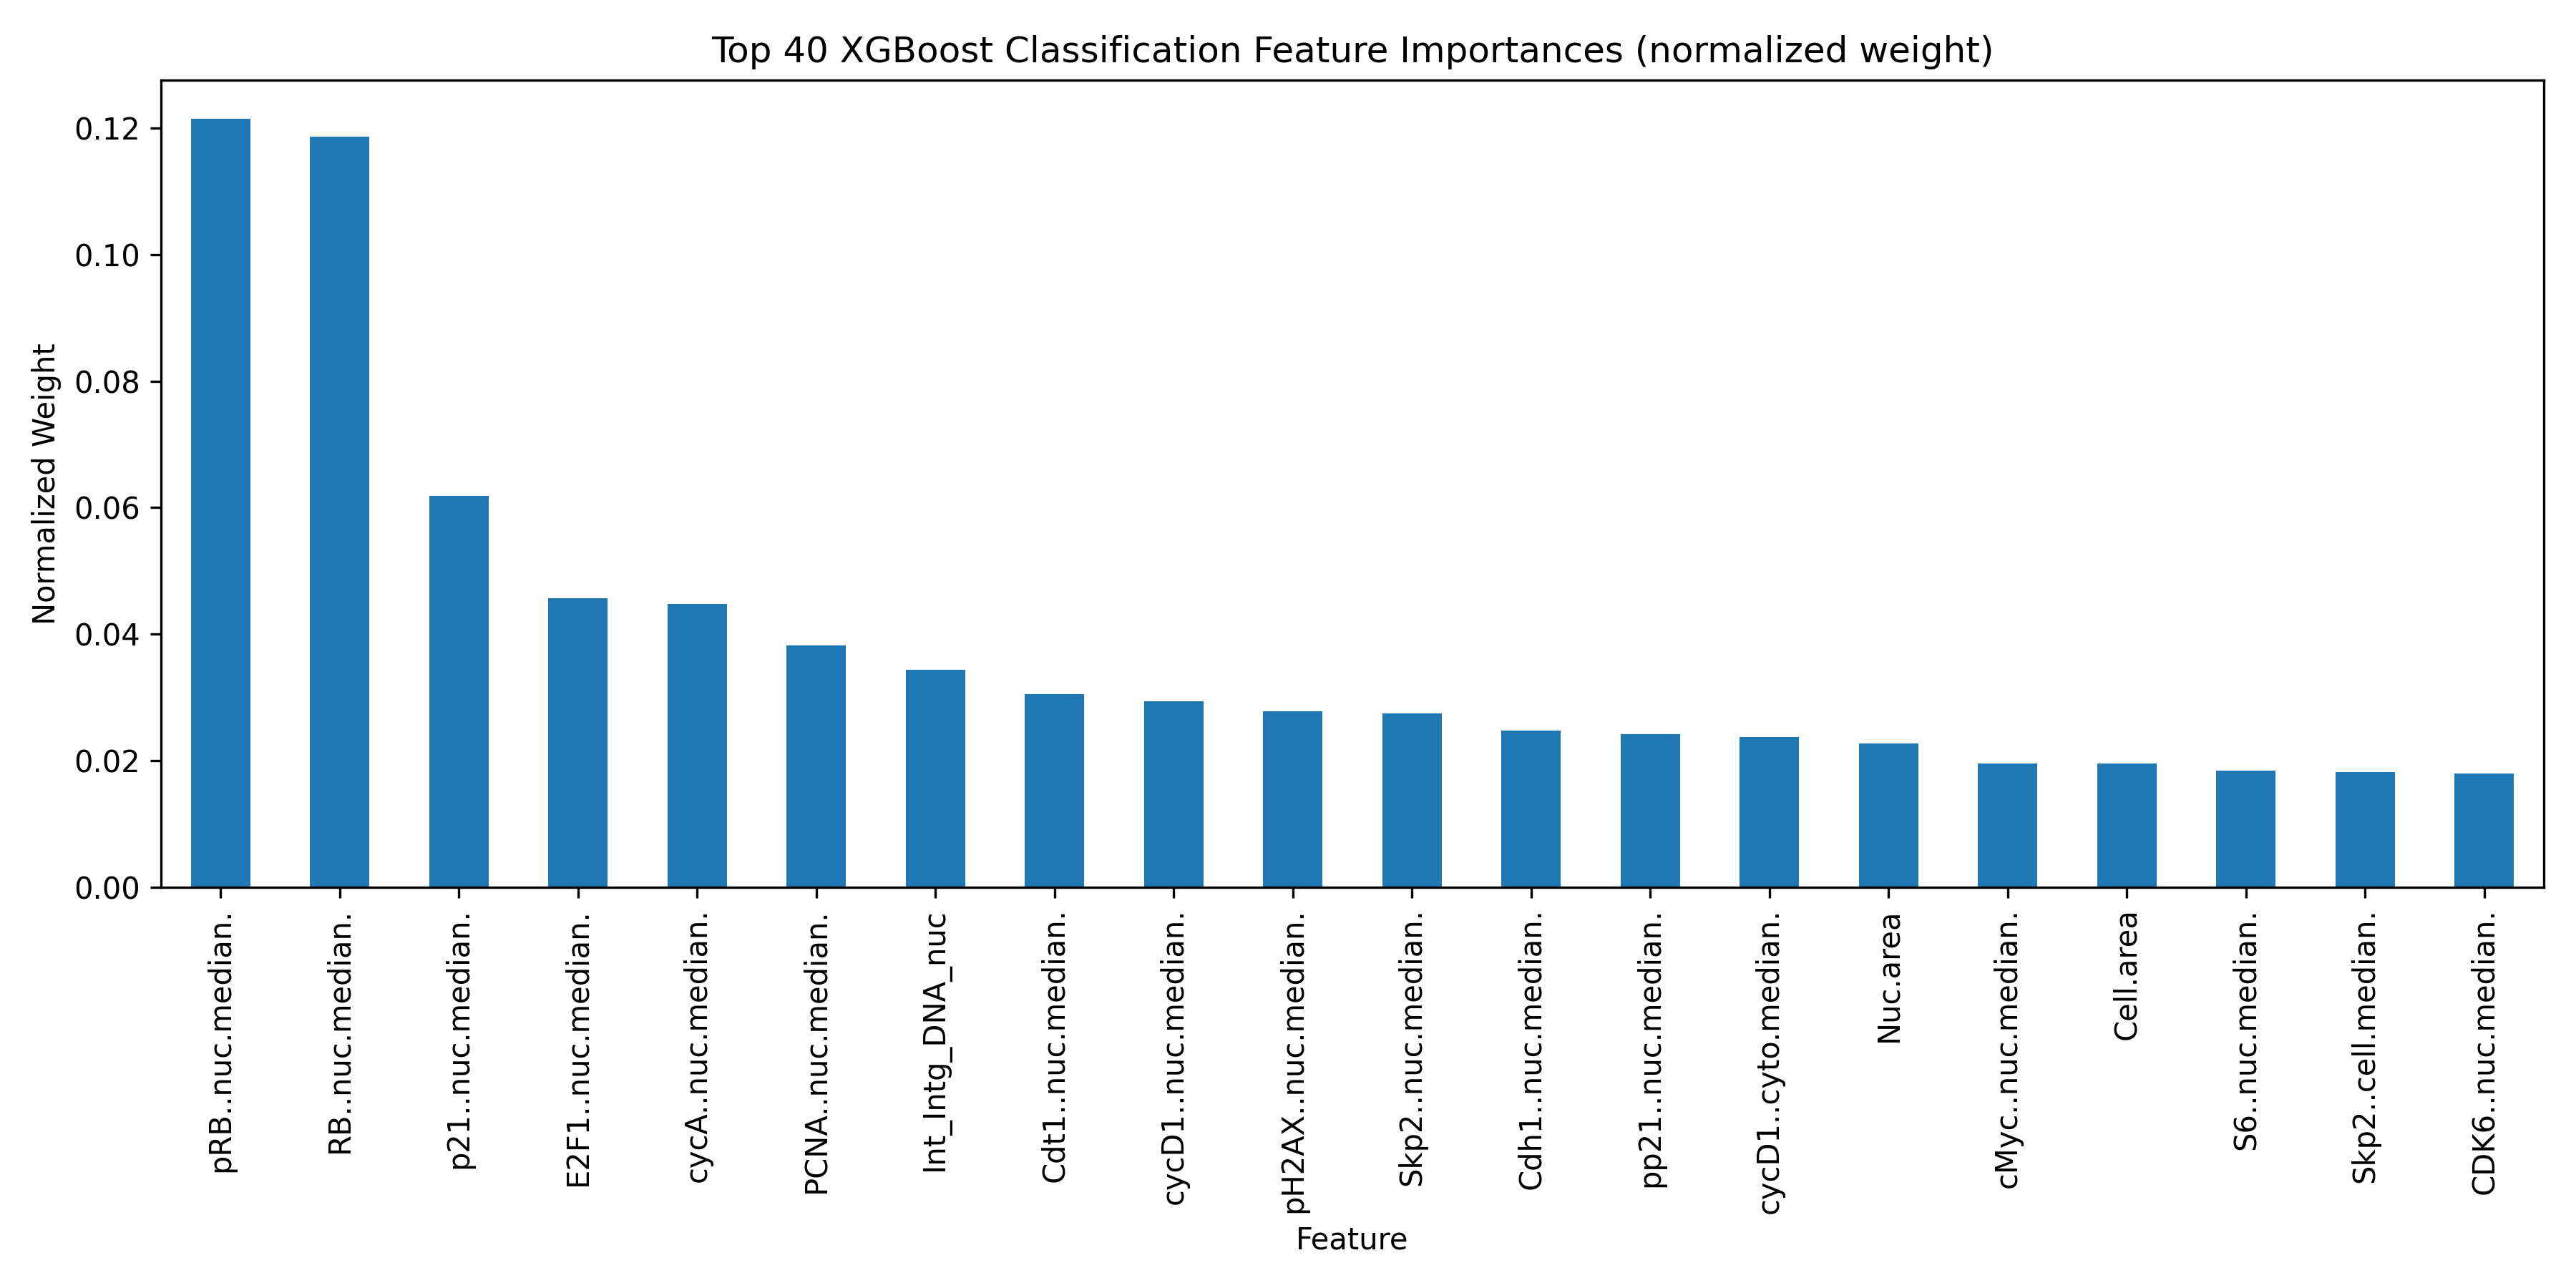 Top 40 XGBoost Classification Feature Importances (normalized weight)
Normalized Weight
0.12
0.10
0.08
0.06
0.04
0.02
0.00
pRB..nuc.median.
RB..nuc.median.
p21..nuc.median.
E2F1..nuc.median.
cycA..nuc.median.
PCNA..nuc.median.
Int_Intg_DNA_nuc
Cdt1..nuc.median.
cycD1..nuc.median.
pH2AX..nuc.median.
Skp2..nuc.median.
Cdh1..nuc.median.
pp21..nuc.median.
cycD1..cyto.median.
Nuc.area
cMyc..nuc.median.
Cell.area
S6..nuc.median.
Skp2..cell.median.
CDK6..nuc.median.
Feature